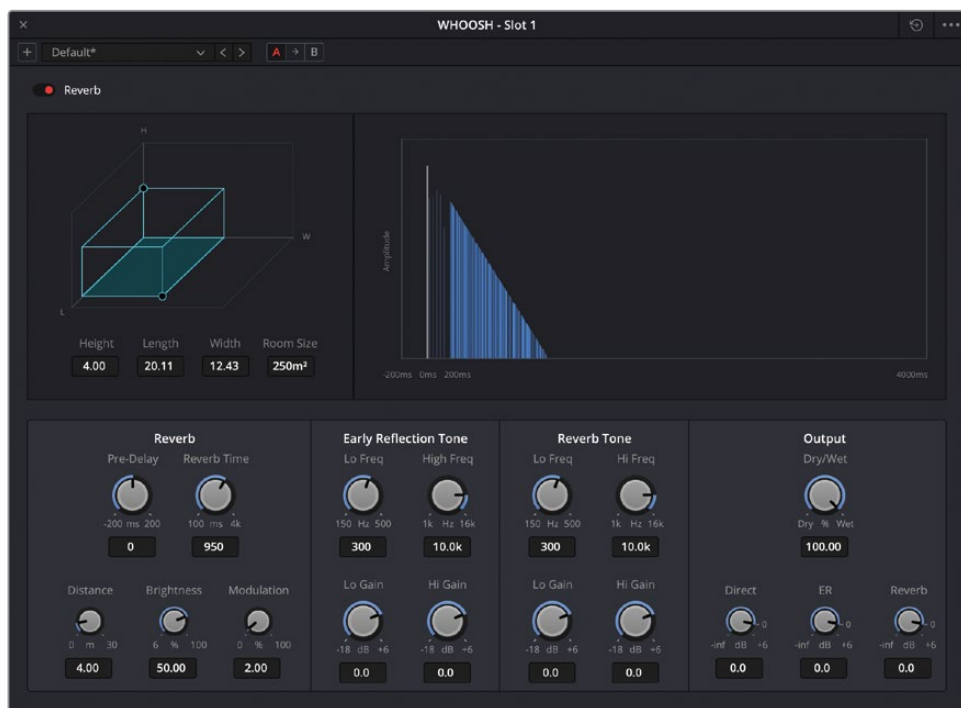 WHOOSH - Slot 1
Default*
A
B
Reverb
H
W
L
Height Length Width Room Size
4.00 20.11 12.43 250m²
Amplitude
-200ms 0ms 200ms 4000ms
Reverb
Pre-Delay Reverb Time
-200 ms 200 100 ms 4k
0 950
Distance Brightness Modulation
0 m 30 6 % 100 0 % 100
4.00 50.00 2.00
Early Reflection Tone
Lo Freq High Freq
150 Hz 500 1k Hz 16k
300 10.0k
Lo Gain Hi Gain
-18 dB +6 -18 dB +6
0.0 0.0
Reverb Tone
Lo Freq Hi Freq
150 Hz 500 1k Hz 16k
300 10.0k
Lo Gain Hi Gain
-18 dB +6 -18 dB +6
0.0 0.0
Output
Dry/Wet
Dry % Wet
100.00
Direct ER Reverb
0 0 0
-inf dB +6 -inf dB +6 -inf dB +6
0.0 0.0 0.0